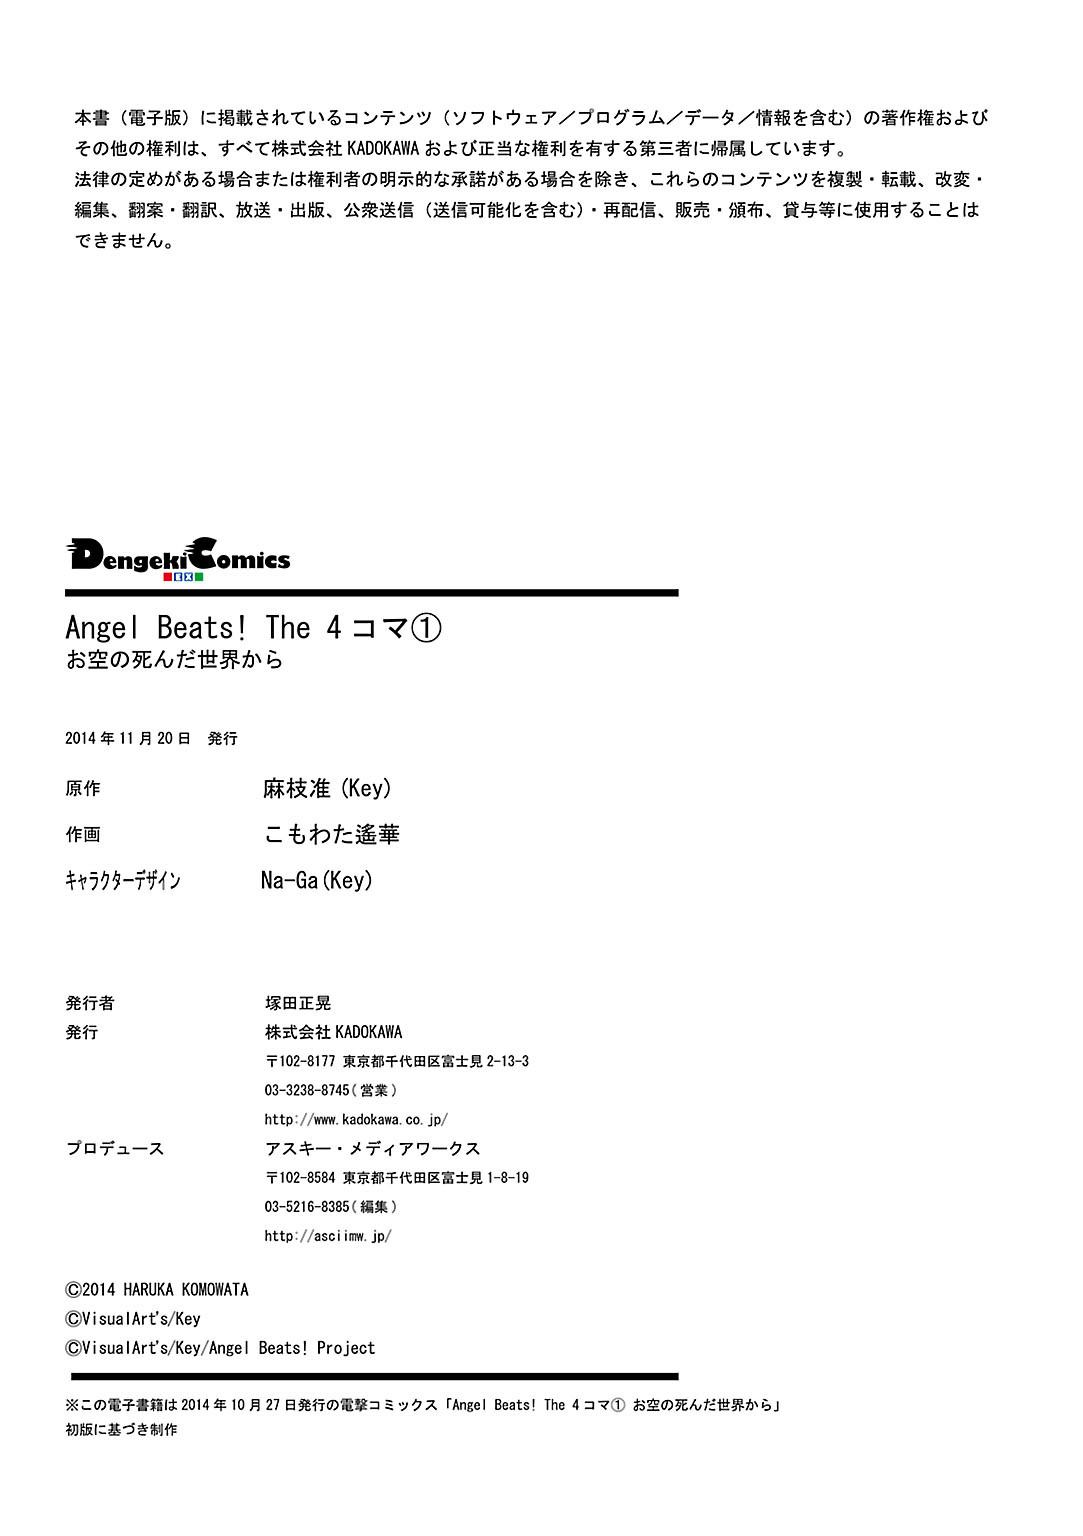 本書（電子版）に掲載されているコンテンツ（ソフトウェア／プログラム／データ／情報を含む）の著作権および
その他の権利は、すべて株式会社KADOKAWAおよび正当な権利を有する第三者に帰属しています。
法律の定めがある場合または権利者の明示的な承諾がある場合を除き、これらのコンテンツを複製・転載、改変・
編集、翻案・翻訳、放送・出版、公衆送信（送信可能化を含む）・再配信、販売・頒布、貸与等に使用することは
できません。
DengekiComics
EX
Angel Beats! The 4コマ①
お空の死んだ世界から
2014年11月20日　発行
原作　麻枝准(Key)
作画　こもわた遙華
ｷｬﾗｸﾀｰﾃﾞｻﾞｲﾝ　Na-Ga(Key)
発行者　塚田正晃
発行　株式会社KADOKAWA
〒102-8177 東京都千代田区富士見2-13-3
03-3238-8745(営業)
http://www.kadokawa.co.jp/
プロデュース　アスキー・メディアワークス
〒102-8584 東京都千代田区富士見1-8-19
03-5216-8385(編集)
http://asciimw.jp/
©2014 HARUKA KOMOWATA
©VisualArt's/Key
©VisualArt's/Key/Angel Beats! Project
※この電子書籍は2014年10月27日発行の電撃コミックス「Angel Beats! The 4コマ① お空の死んだ世界から」
初版に基づき制作